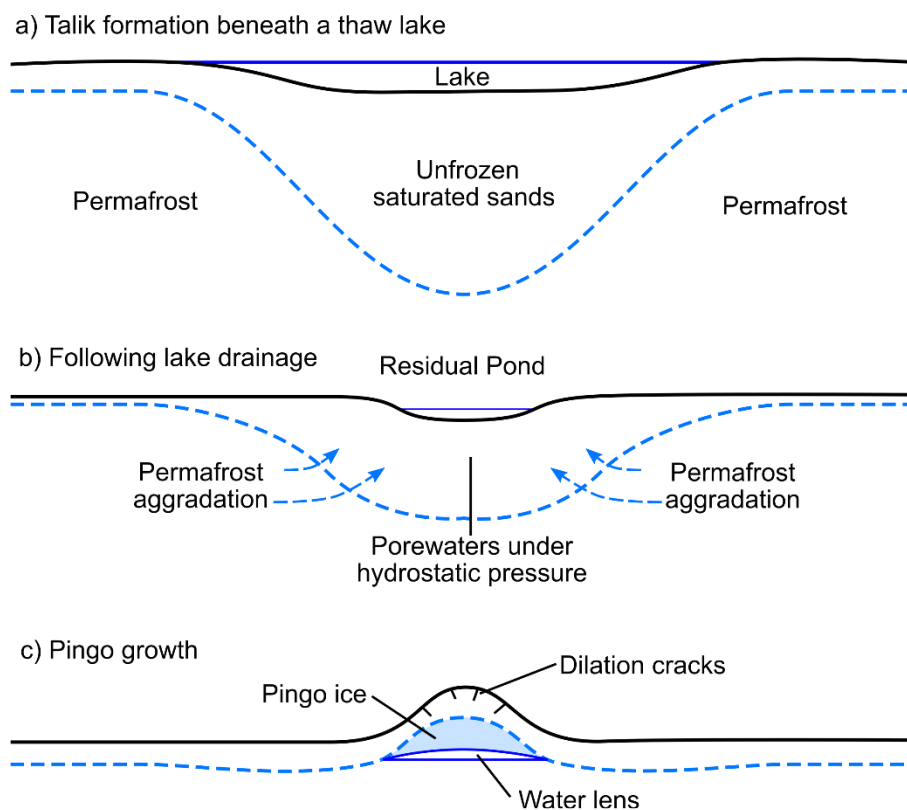 a) Talik formation beneath a thaw lake
Lake
Unfrozen
saturated sands
Permafrost
Permafrost
b) Following lake drainage
Residual Pond
Permafrost
aggradation
Permafrost
aggradation
Porewaters under
hydrostatic pressure
c) Pingo growth
Dilation cracks
Pingo ice
Water lens